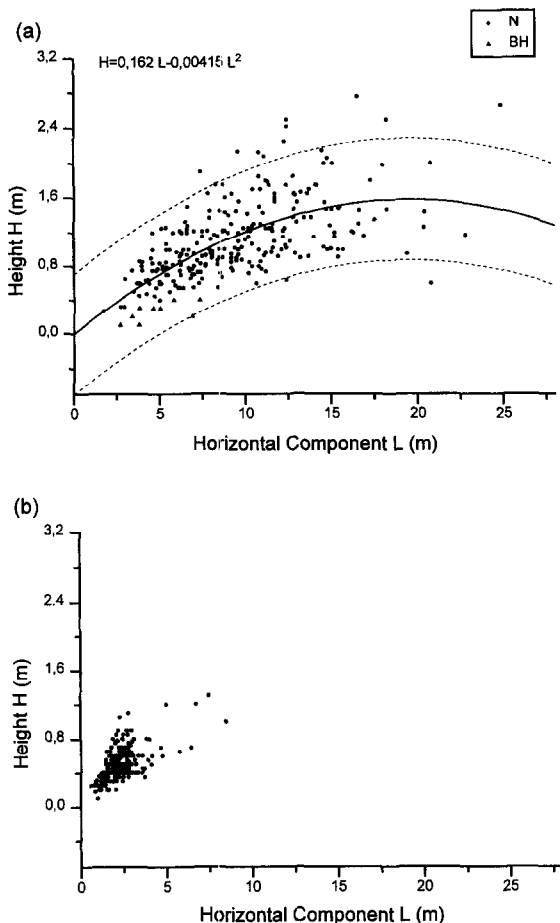 (a)
N
BH
H=0,162 L-0,00415 L²
3,2
2,4
1,6
0,8
0,0
Height H (m)
0 5 10 15 20 25
Horizontal Component L (m)
(b)
3,2
2,4
1,6
0,8
0,0
Height H (m)
0 5 10 15 20 25
Horizontal Component L (m)